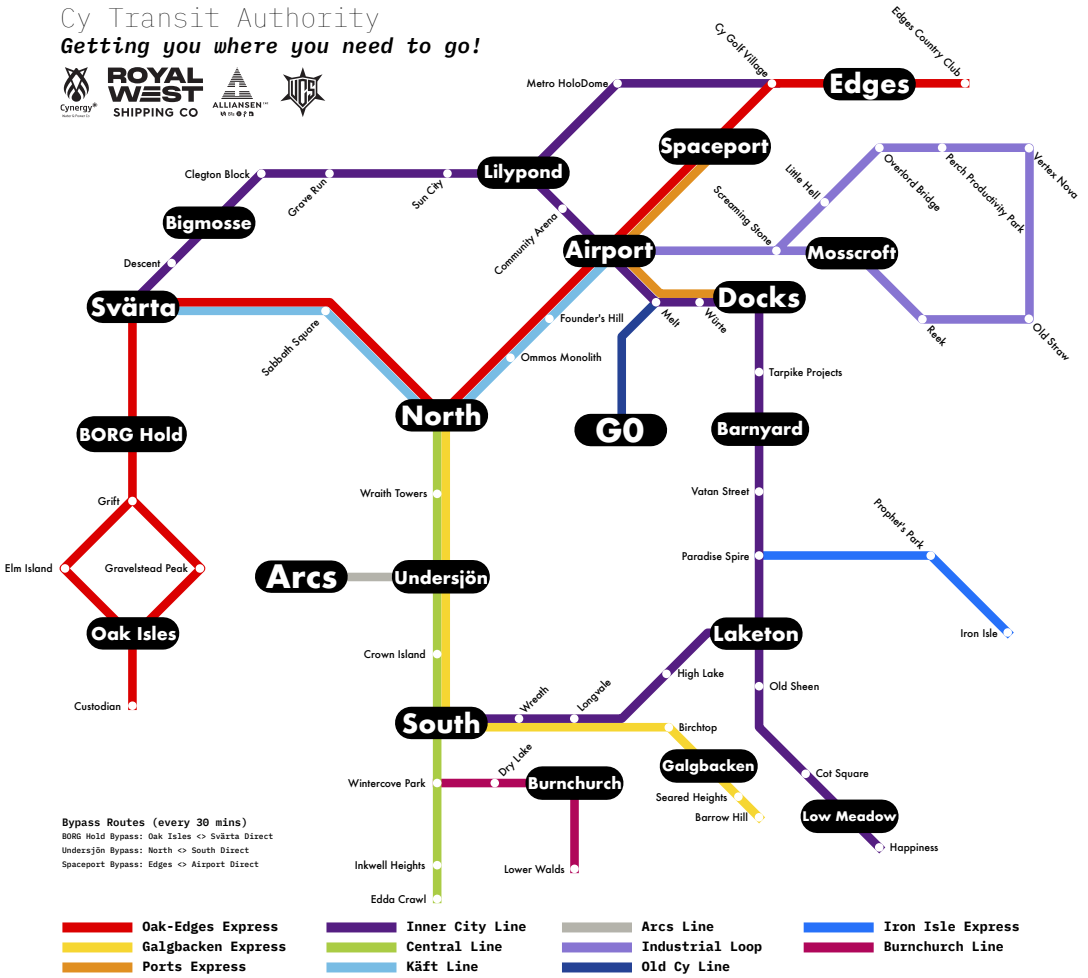 Cy Transit Authority
Getting you where you need to go!
Cynergy®
Water & Power Co
ROYAL
WEST
SHIPPING CO
ALLIANSEN™
UCS
Edges Country Club
Cy Golf Village
Metro HoloDome
Edges
Spaceport
Clegton Block
Grave Run
Sun City
Lilypond
Little Hell
Overlord Bridge
Perch Productivity Park
Vertex Nova
Bigmosse
Community Arena
Screaming Stone
Airport
Mosscroft
Descent
Svärta
Docks
Sabbath Square
Founder's Hill
Melt
Würte
Reek
Old Straw
Ommos Monolith
Tarpike Projects
North
G0
Barnyard
BORG Hold
Wraith Towers
Vatan Street
Grift
Prophet's Park
Paradise Spire
Elm Island
Gravelstead Peak
Arcs
Undersjön
Oak Isles
Laketon
Iron Isle
Crown Island
High Lake
Old Sheen
Custodian
Wreath
Longvale
South
Birchtop
Galgbacken
Dry Lake
Wintercove Park
Burnchurch
Cot Square
Seared Heights
Barrow Hill
Low Meadow
Happiness
Inkwell Heights
Lower Walds
Edda Crawl
Bypass Routes (every 30 mins)
BORG Hold Bypass: Oak Isles <> Svärta Direct
Undersjön Bypass: North <> South Direct
Spaceport Bypass: Edges <> Airport Direct
Oak-Edges Express
Inner City Line
Arcs Line
Iron Isle Express
Galgbacken Express
Central Line
Industrial Loop
Burnchurch Line
Ports Express
Käft Line
Old Cy Line